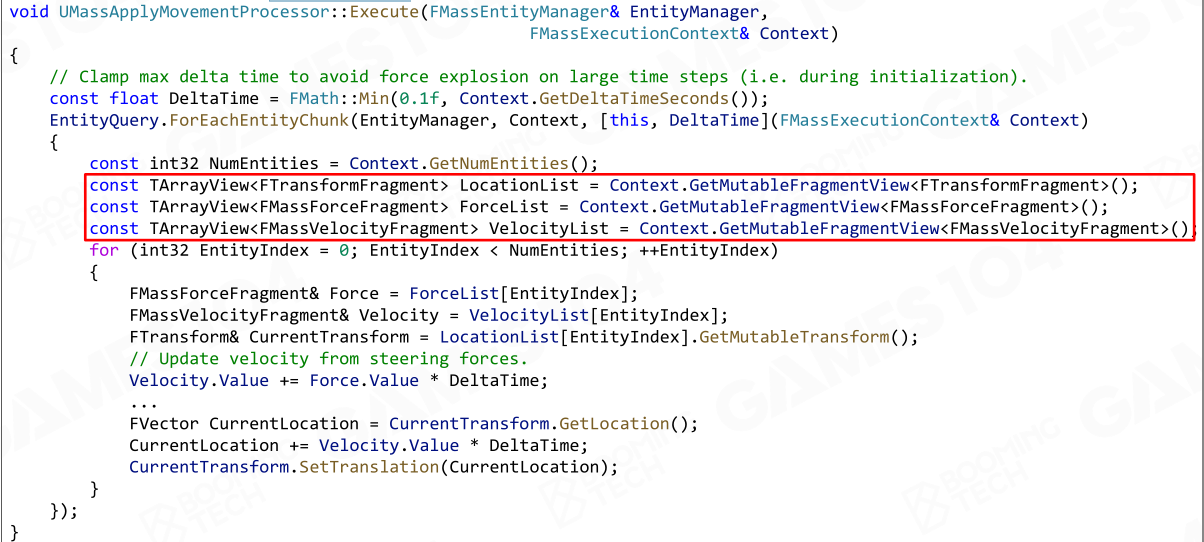 void UMassApplyMovementProcessor::Execute(FMassEntityManager& EntityManager,
                                          FMassExecutionContext& Context)
{
    // Clamp max delta time to avoid force explosion on large time steps (i.e. during initialization).
    const float DeltaTime = FMath::Min(0.1f, Context.GetDeltaTimeSeconds());
    EntityQuery.ForEachEntityChunk(EntityManager, Context, [this, DeltaTime](FMassExecutionContext& Context)
    {
        const int32 NumEntities = Context.GetNumEntities();
        const TArrayView<FTransformFragment> LocationList = Context.GetMutableFragmentView<FTransformFragment>();
        const TArrayView<FMassForceFragment> ForceList = Context.GetMutableFragmentView<FMassForceFragment>();
        const TArrayView<FMassVelocityFragment> VelocityList = Context.GetMutableFragmentView<FMassVelocityFragment>();
        for (int32 EntityIndex = 0; EntityIndex < NumEntities; ++EntityIndex)
        {
            FMassForceFragment& Force = ForceList[EntityIndex];
            FMassVelocityFragment& Velocity = VelocityList[EntityIndex];
            FTransform& CurrentTransform = LocationList[EntityIndex].GetMutableTransform();
            // Update velocity from steering forces.
            Velocity.Value += Force.Value * DeltaTime;
            ...
            FVector CurrentLocation = CurrentTransform.GetLocation();
            CurrentLocation += Velocity.Value * DeltaTime;
            CurrentTransform.SetTranslation(CurrentLocation);
        }
    });
}
GAMES104
BOOMING
TECH